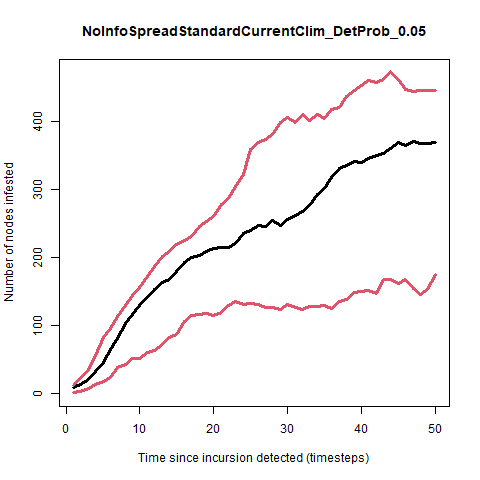 NoInfoSpreadStandardCurrentClim_DetProb_0.05
Number of nodes infested
400
300
200
100
0
0 10 20 30 40 50
Time since incursion detected (timesteps)